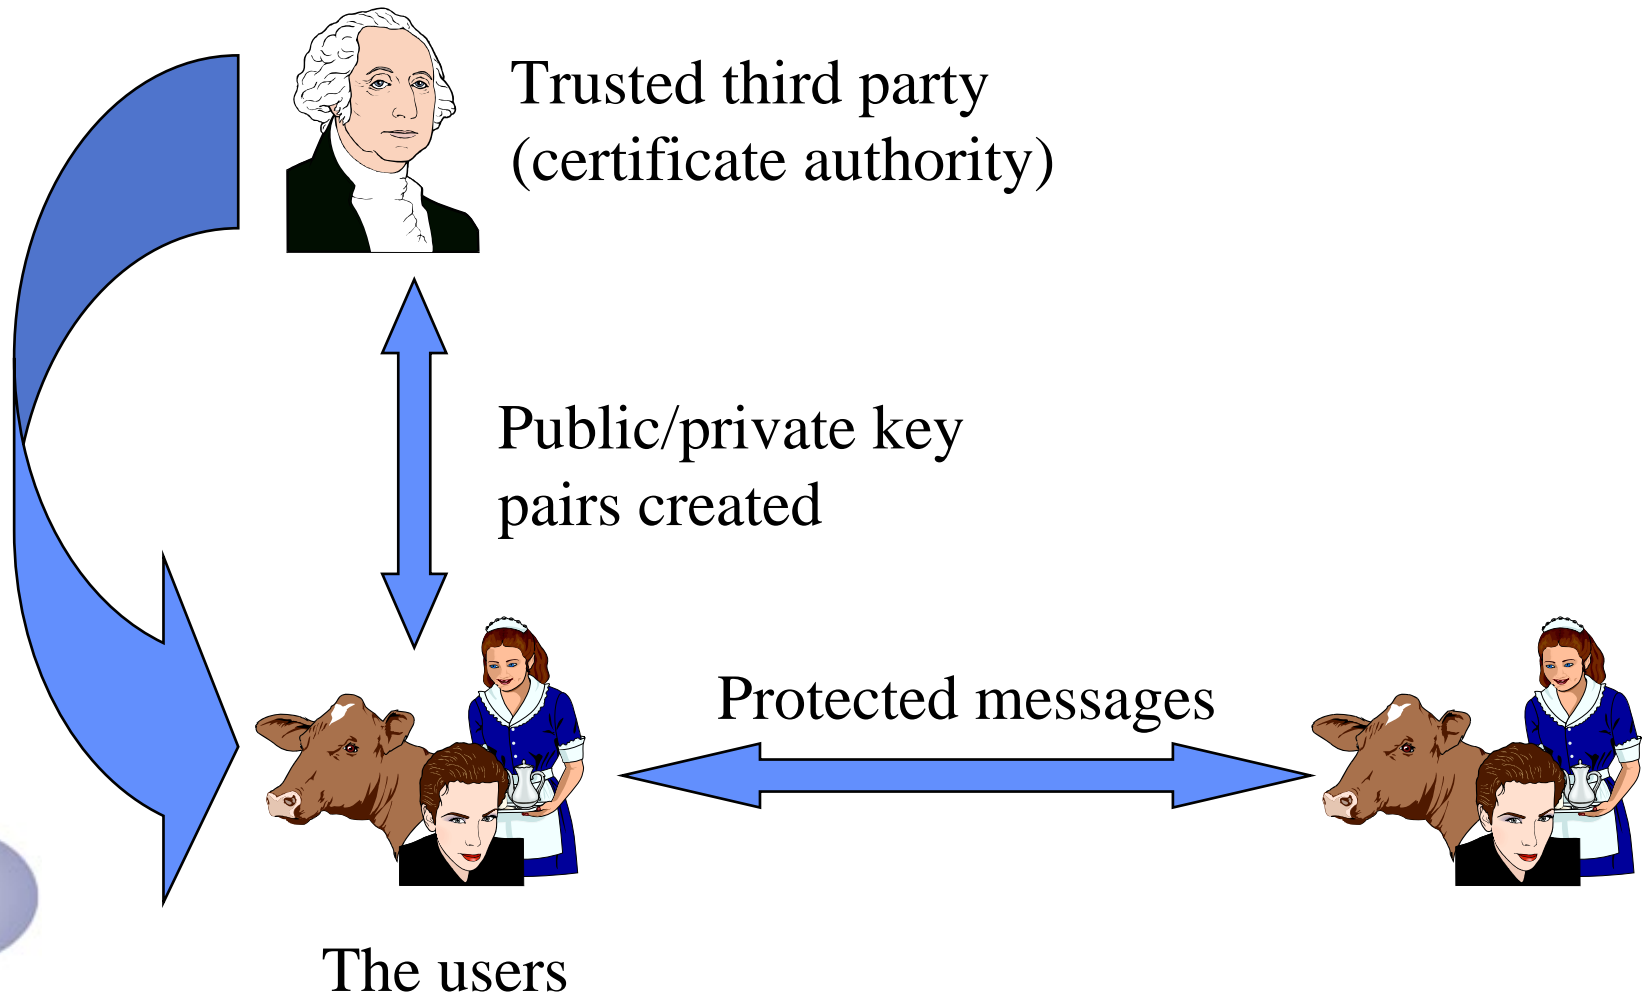 Trusted third party
(certificate authority)
Public/private key
pairs created
Protected messages
The users